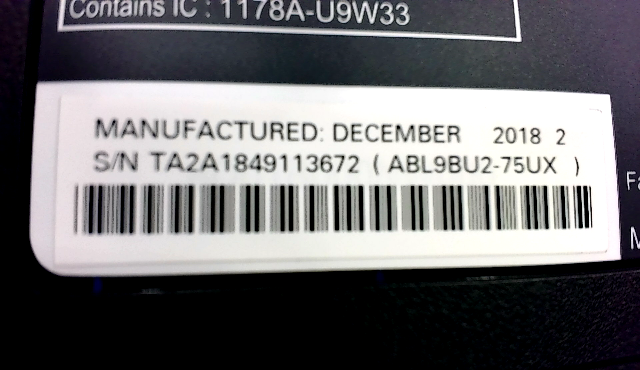 Contains IC : 1178A-U9W33
MANUFACTURED: DECEMBER 2018 2
S/N TA2A1849113672 ( ABL9BU2-75UX )